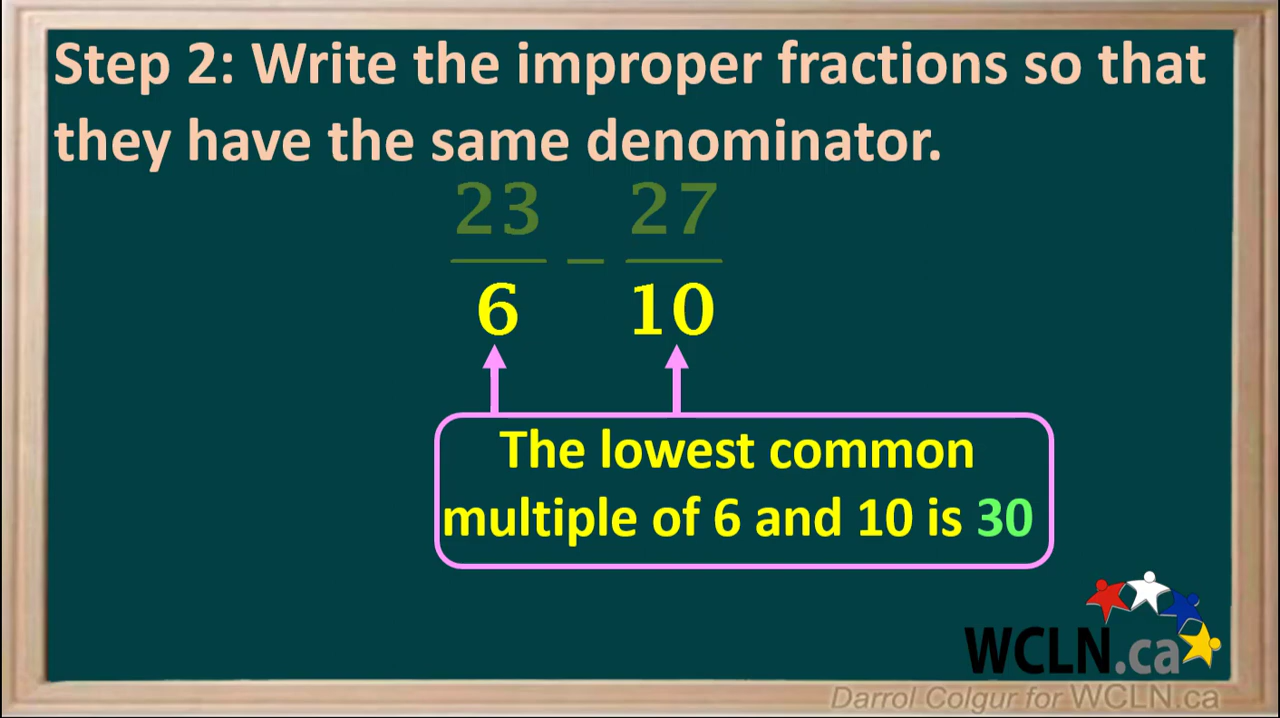 Step 2: Write the improper fractions so that
they have the same denominator.
23 27
–
6 10
The lowest common
multiple of 6 and 10 is 30
WCLN.ca
Darrol Colgur for WCLN.ca